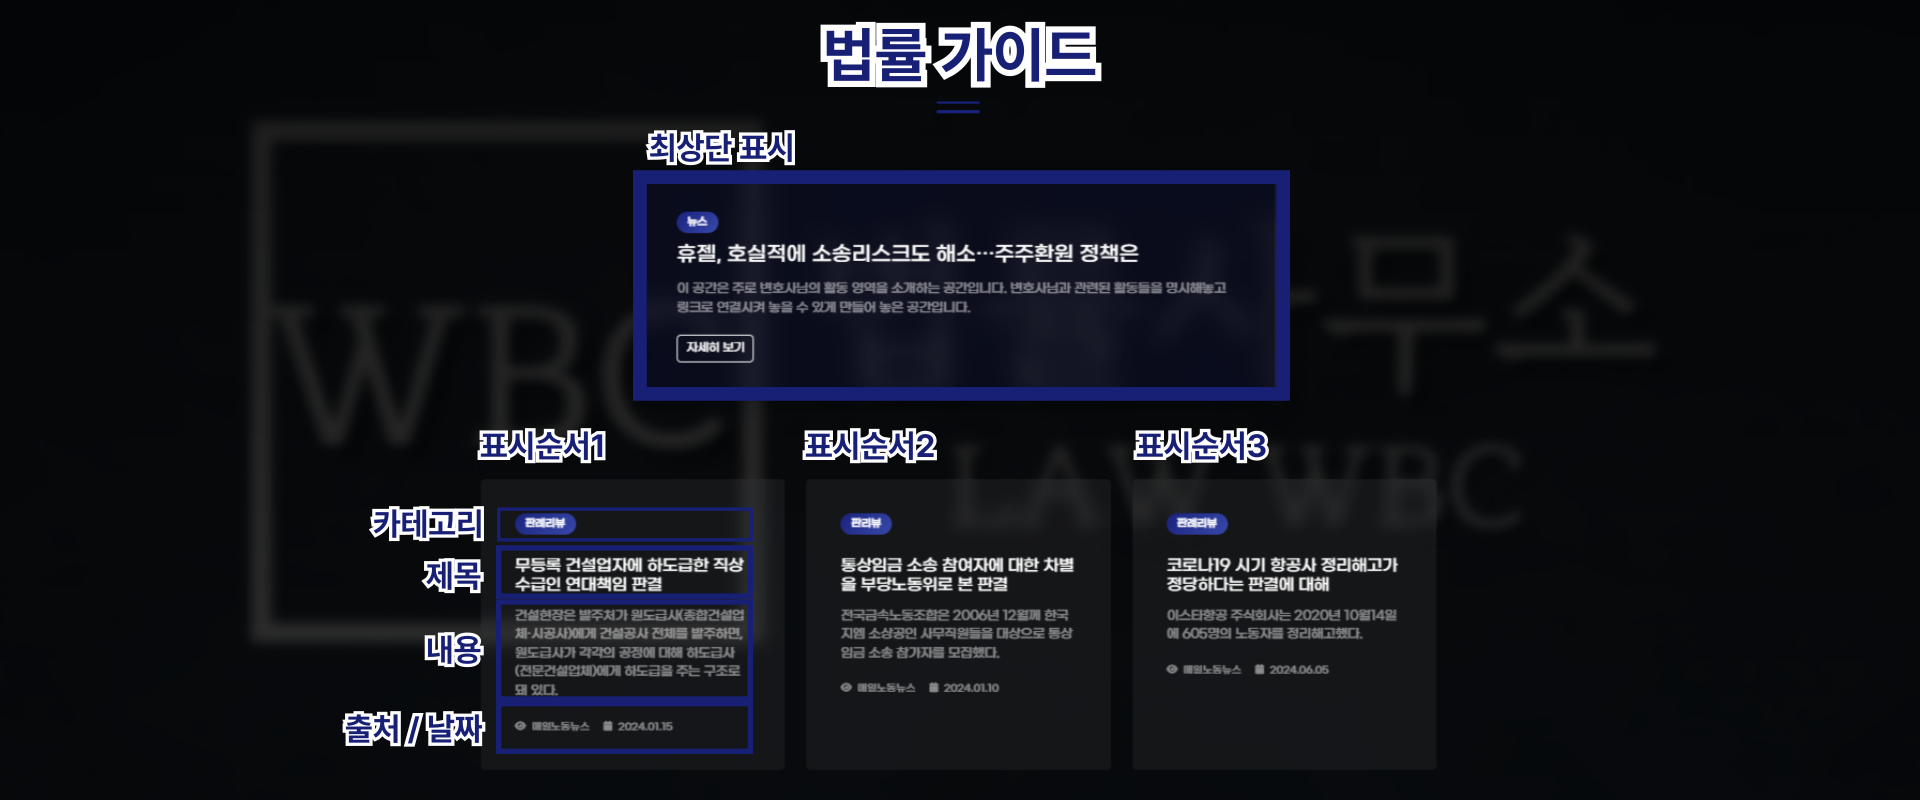 법률 가이드
최상단 표시
뉴스
휴젤, 호실적에 소송리스크도 해소…주주환원 정책은
이 공간은 주로 변호사님의 활동 영역을 소개하는 공간입니다. 변호사님과 관련된 활동들을 명시해놓고
링크로 연결시켜 놓을 수 있게 만들어 놓은 공간입니다.
자세히 보기
WBC
무소
LAW WBC
표시순서1
카테고리
판례리뷰
제목
무등록 건설업자에 하도급한 직상
수급인 연대책임 판결
내용
건설현장은 발주처가 원도급사(종합건설업
체·시공사)에게 건설공사 전체를 발주하면,
원도급사가 각각의 공정에 대해 하도급사
(전문건설업체)에게 하도급을 주는 구조로
돼 있다.
출처 / 날짜
매일노동뉴스 2024.01.15
표시순서2
판리뷰
통상임금 소송 참여자에 대한 차별
을 부당노동위로 본 판결
전국금속노동조합은 2006년 12월께 한국
지엠 소상공인 사무직원들을 대상으로 통상
임금 소송 참가자를 모집했다.
매일노동뉴스 2024.01.10
표시순서3
판례리뷰
코로나19 시기 항공사 정리해고가
정당하다는 판결에 대해
이스타항공 주식회사는 2020년 10월14일
에 605명의 노동자를 정리해고했다.
매일노동뉴스 2024.06.05